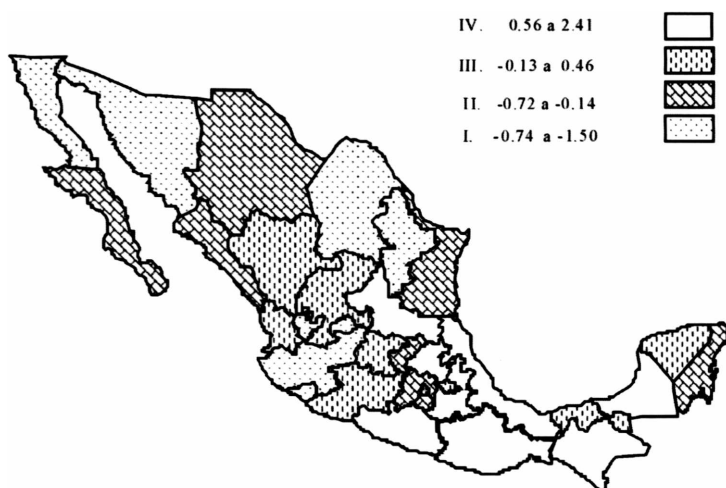 IV. 0.56 a 2.41
III. -0.13 a 0.46
II. -0.72 a -0.14
I. -0.74 a -1.50